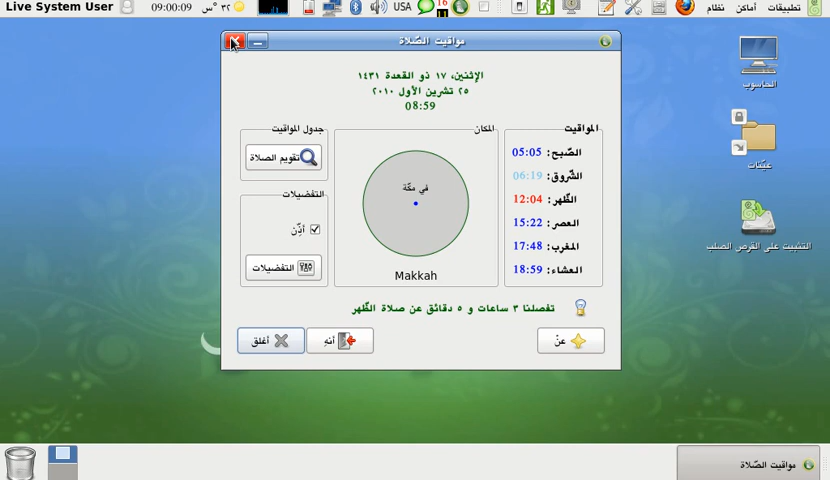 Live System User
09:00:09
٣٢ °س
USA
16
تطبيقات أماكن نظام
مواقيت الصّلاة
الإثنين، ١٧ ذو القعدة ١٤٣١
٢٥ تشرين الأول ٢٠١٠
08:59
المواقيت
الصّبح: 05:05
الشّروق: 06:19
الظّهر: 12:04
العصر: 15:22
المغرب: 17:48
العشاء: 18:59
المكان
في مكّة
Makkah
جدول المواقيت
تقويم الصلاة
التفضيلات
أذّن
التفضيلات
تفصلنا ٣ ساعات و ٥ دقائق عن صلاة الظّهر
عنْ
أنهِ
أغلق
الحاسوب
عيّنات
التثبيت على القرص الصلب
مواقيت الصّلاة